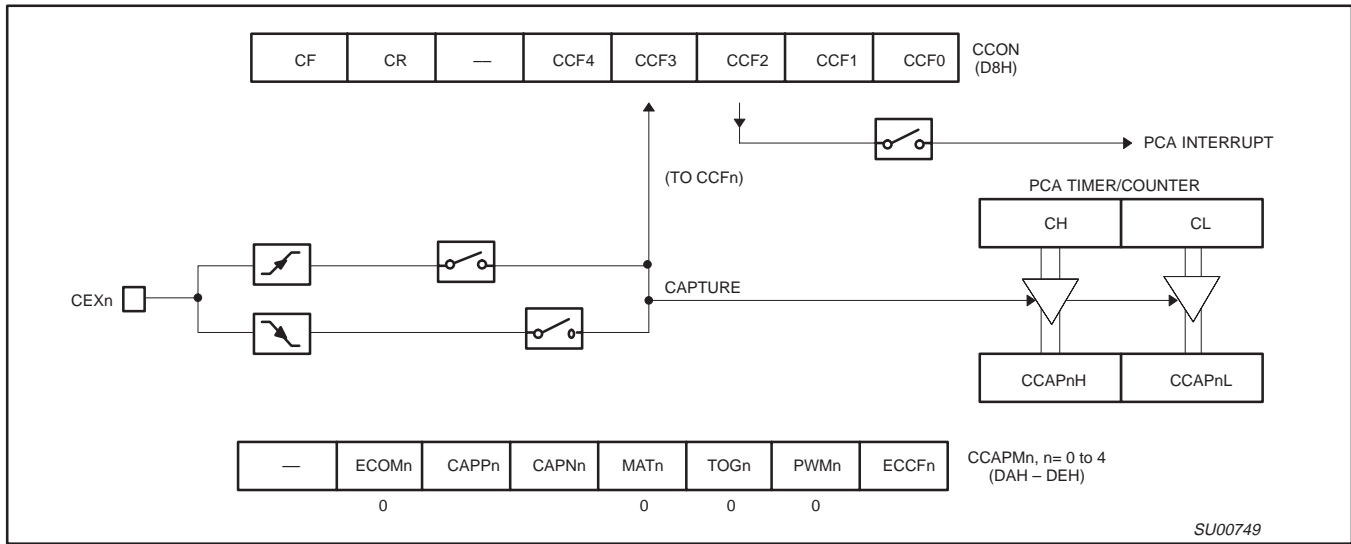 CF CR — CCF4 CCF3 CCF2 CCF1 CCF0 CCON
(D8H)
PCA INTERRUPT
(TO CCFn)
PCA TIMER/COUNTER
CH CL
CEXn CAPTURE
CCAPnH CCAPnL
— ECOMn CAPPn CAPNn MATn TOGn PWMn ECCFn CCAPMn, n= 0 to 4
(DAH – DEH)
0 0 0 0
SU00749